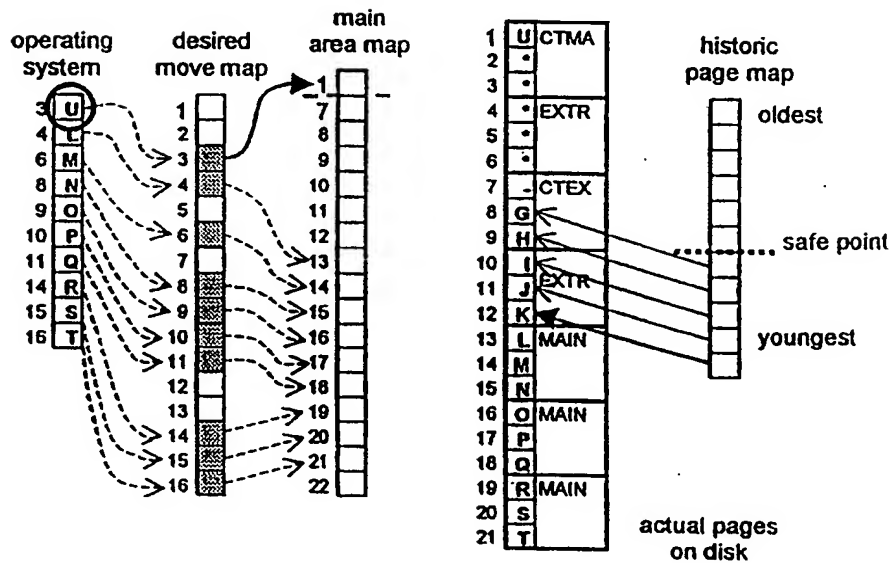 operating
system
3 U
4 L
6 M
8 N
9 O
10 P
11 Q
14 R
15 S
16 T
desired
move map
1
2
3
4
5
6
7
8
9
10
11
12
13
14
15
16
main
area map
1
7
8
9
10
11
12
13
14
15
16
17
18
19
20
21
22
1 U CTMA
2 *
3 *
4 * EXTR
5 *
6 *
7 - CTEX
8 G
9 H
10 I
11 J EXTR
12 K
13 L MAIN
14 M
15 N
16 O MAIN
17 P
18 Q
19 R MAIN
20 S
21 T
historic
page map
oldest
safe point
youngest
actual pages
on disk